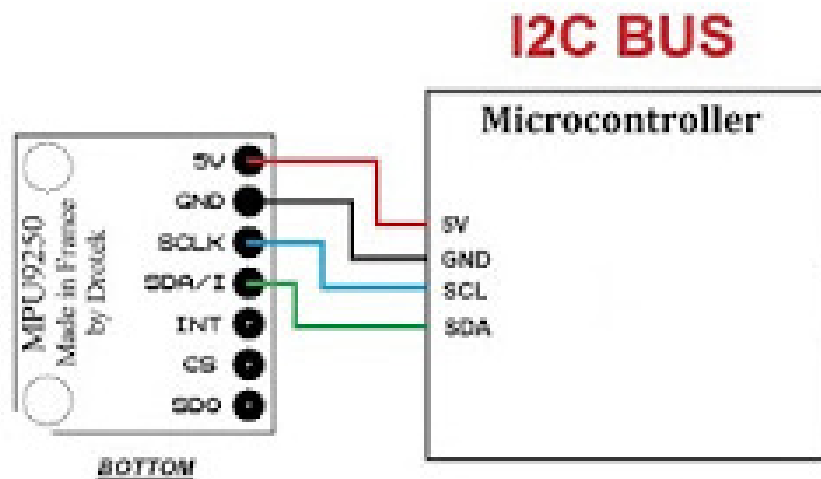 I2C BUS
Microcontroller
5V
GND
SCL
SDA
5V
GND
SCLK
SDA/I
INT
CS
SDO
MPU9250
Made in France
by Drotek
BOTTOM